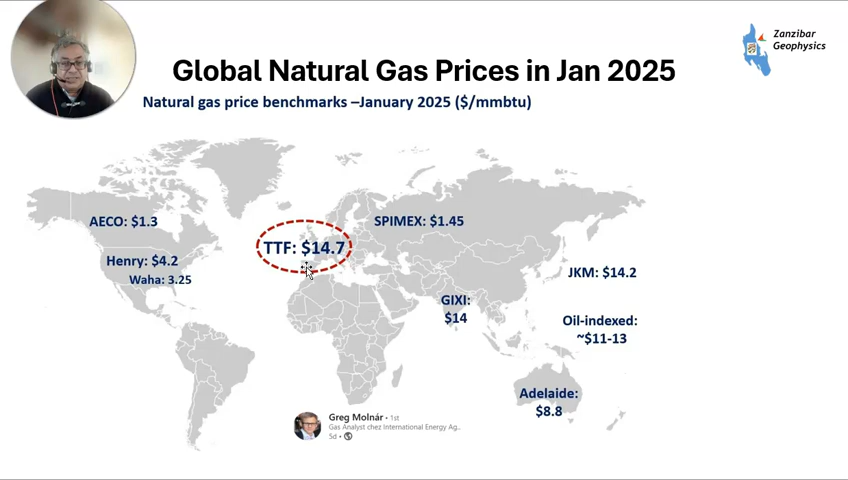 Zanzibar
Geophysics
Global Natural Gas Prices in Jan 2025
Natural gas price benchmarks –January 2025 ($/mmbtu)
AECO: $1.3
SPIMEX: $1.45
TTF: $14.7
Henry: $4.2
Waha: 3.25
JKM: $14.2
GIXI:
$14
Oil-indexed:
~$11-13
Adelaide:
$8.8
Greg Molnár • 1st
Gas Analyst chez International Energy Ag..
5d •